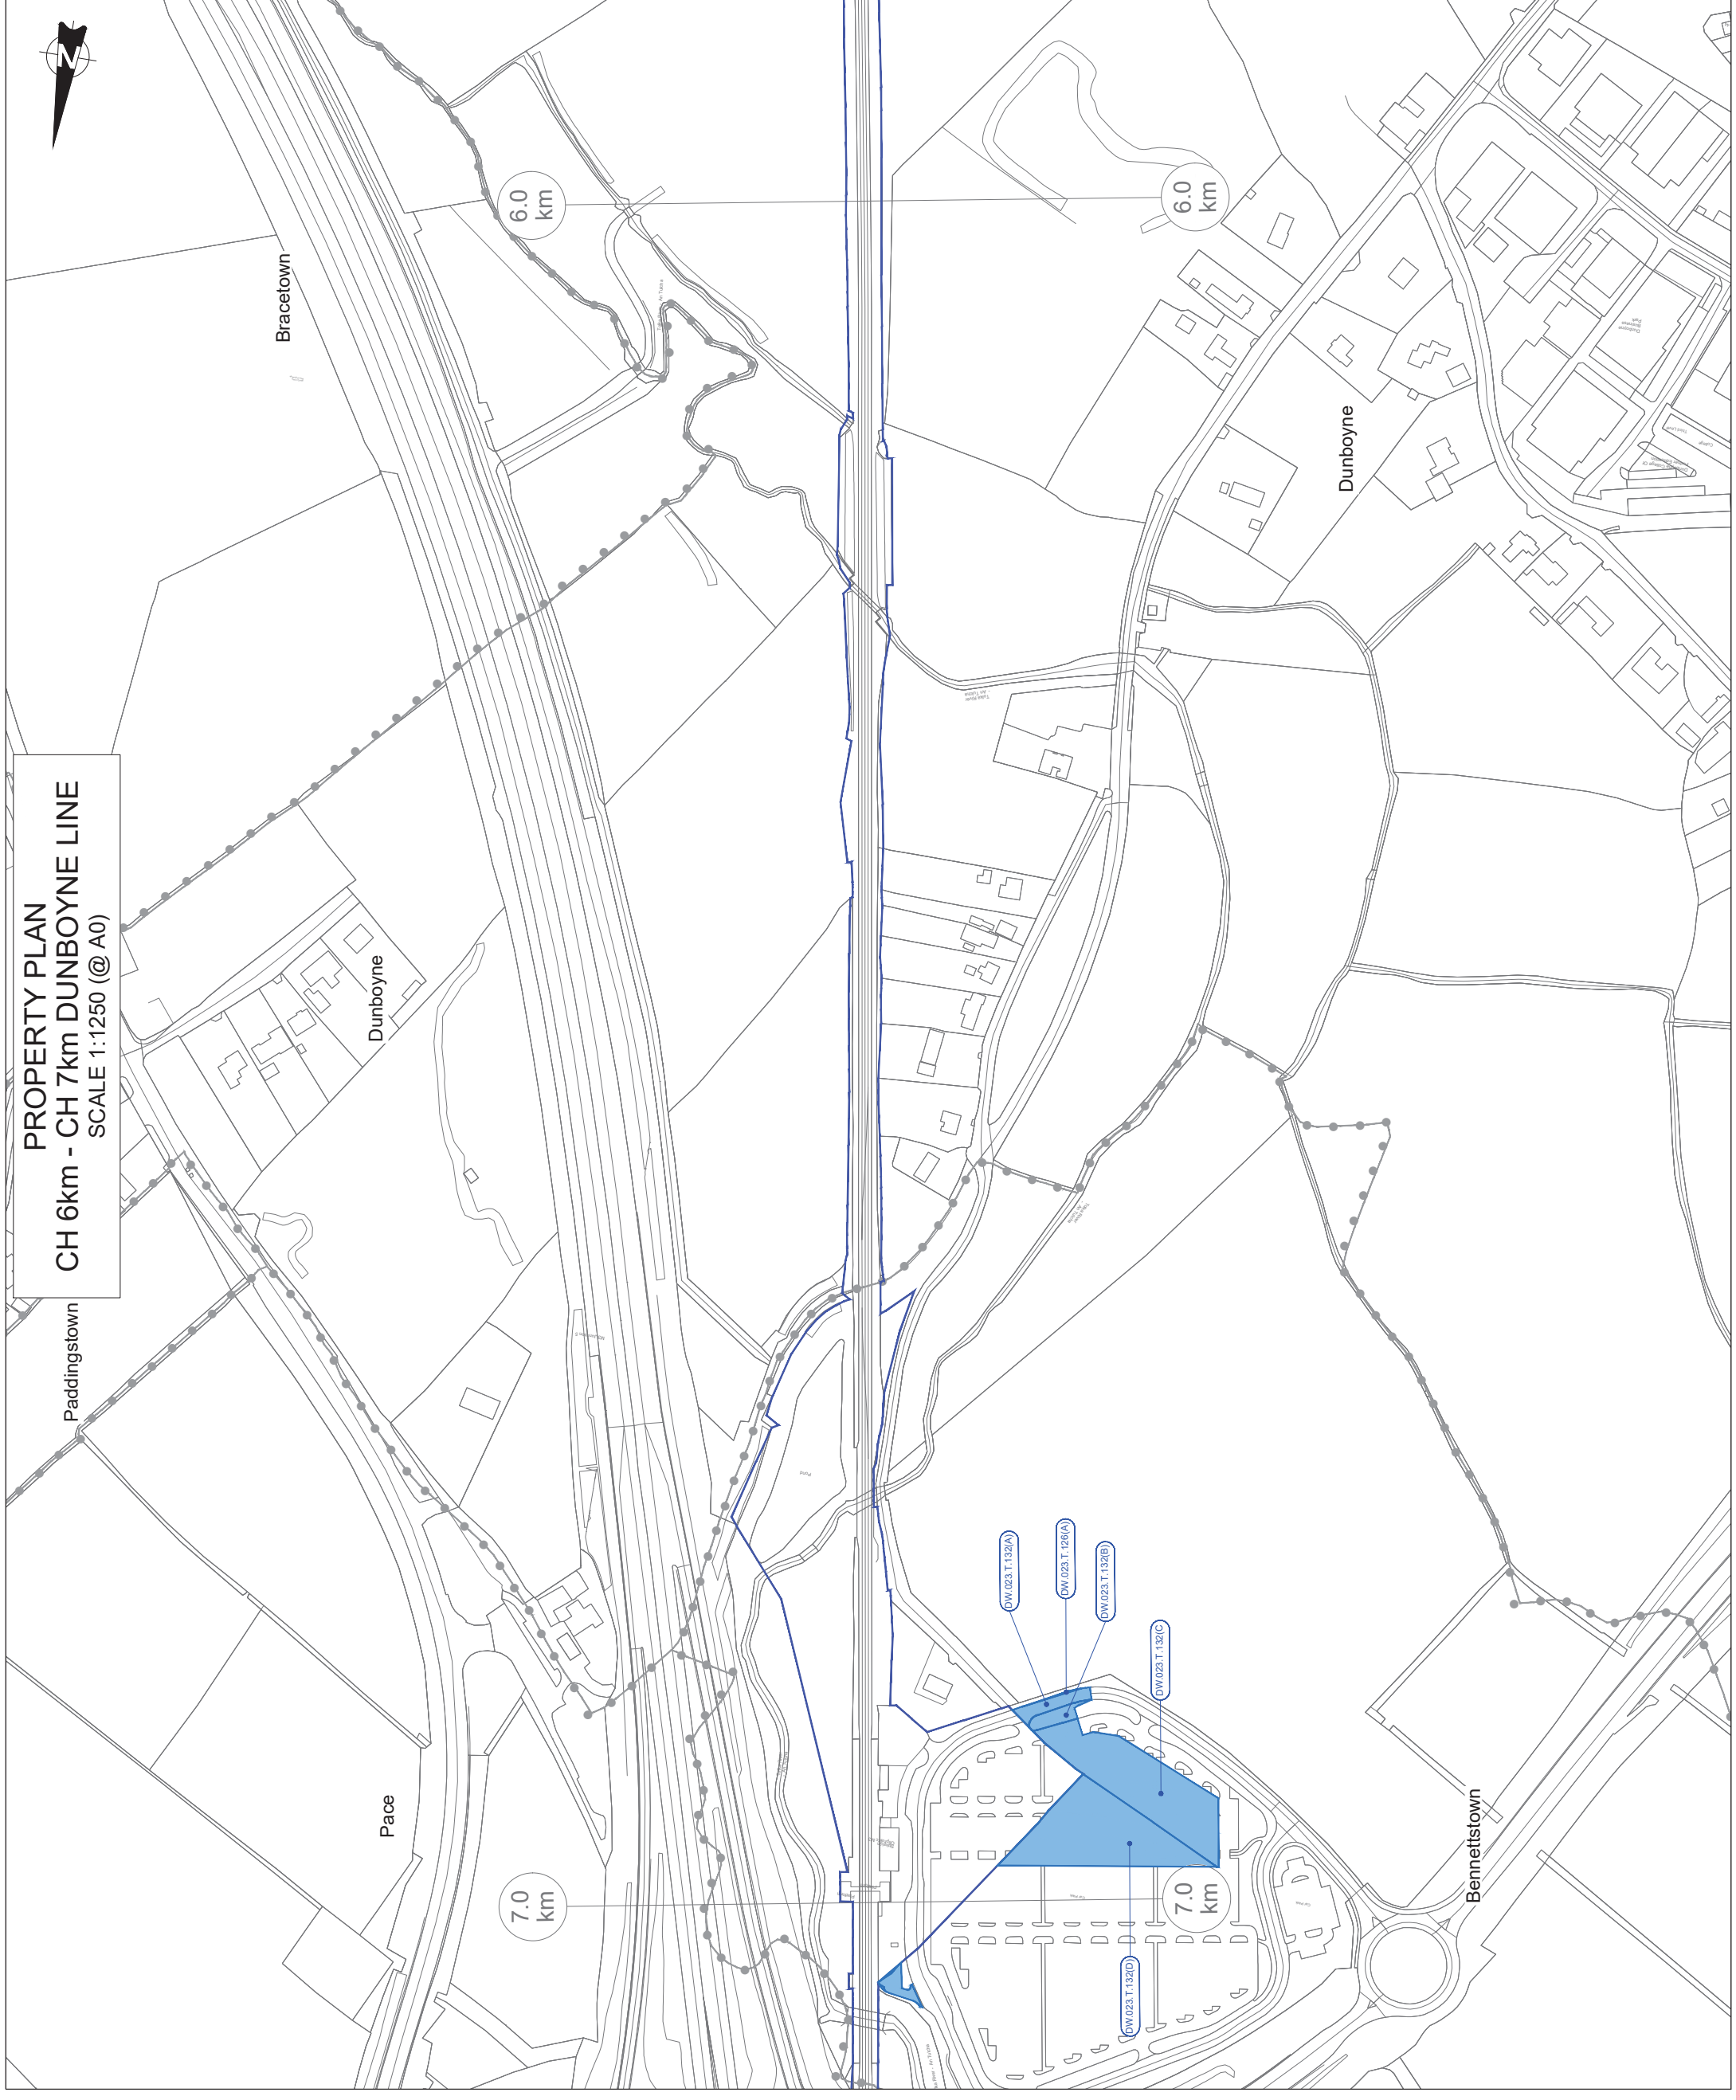 N
PROPERTY PLAN
CH 6km - CH 7km DUNBOYNE LINE
SCALE 1:1250 (@ A0)
Bracetown
6.0
km
6.0
km
Dunboyne
Dunboyne
Paddingstown
Pace
Bennettstown
7.0
km
7.0
km
DW.023.T.132(A)
DW.023.T.126(A)
DW.023.T.132(B)
DW.023.T.132(C)
DW.023.T.132(D)